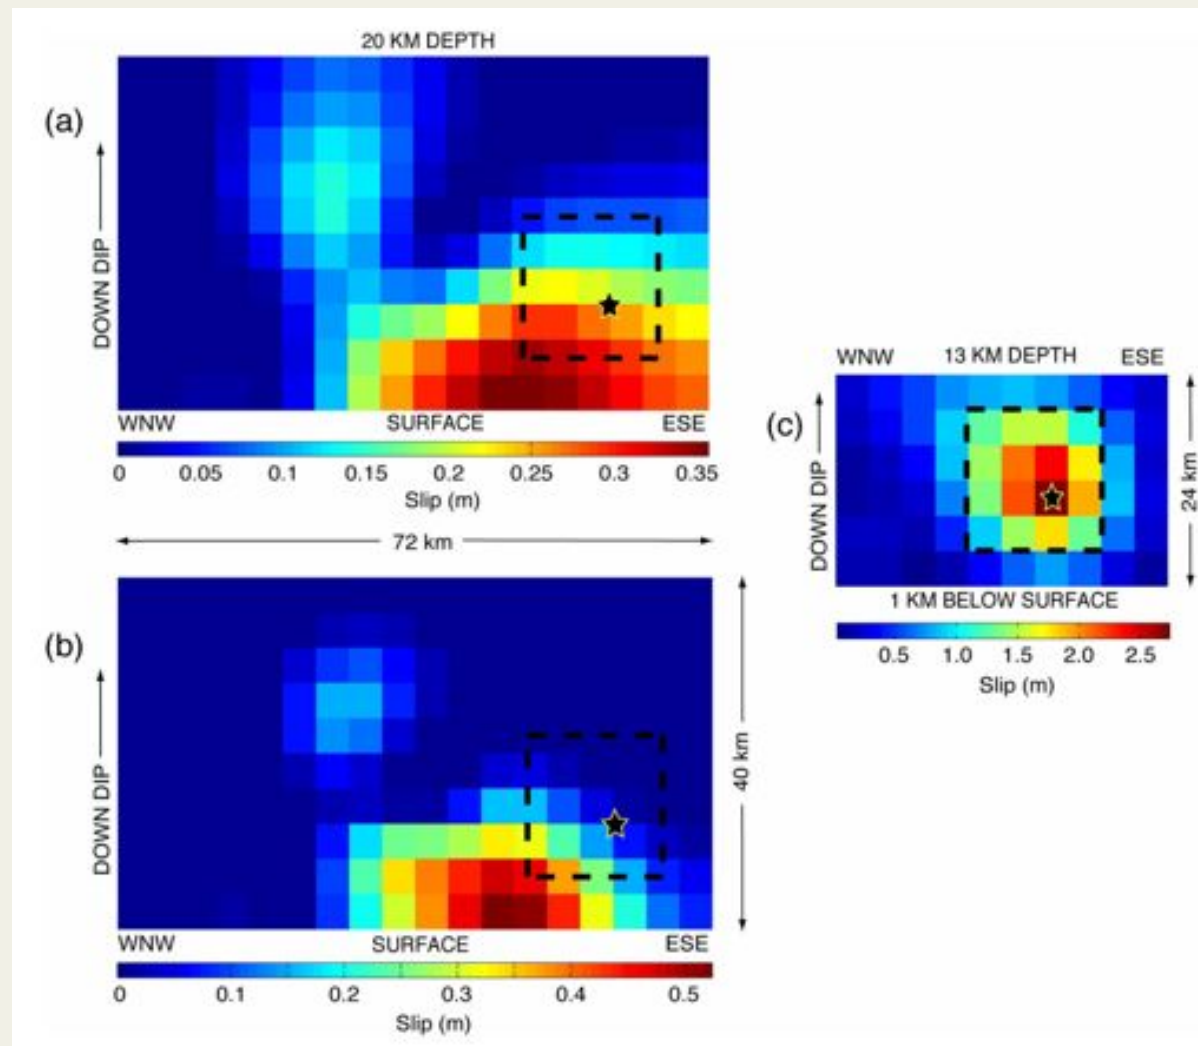 20 KM DEPTH
(a)
DOWN DIP
WNW SURFACE ESE
0 0.05 0.1 0.15 0.2 0.25 0.3 0.35
Slip (m)
72 km
(b)
DOWN DIP
40 km
WNW SURFACE ESE
0 0.1 0.2 0.3 0.4 0.5
Slip (m)
WNW 13 KM DEPTH ESE
(c)
DOWN DIP
24 km
1 KM BELOW SURFACE
0.5 1.0 1.5 2.0 2.5
Slip (m)